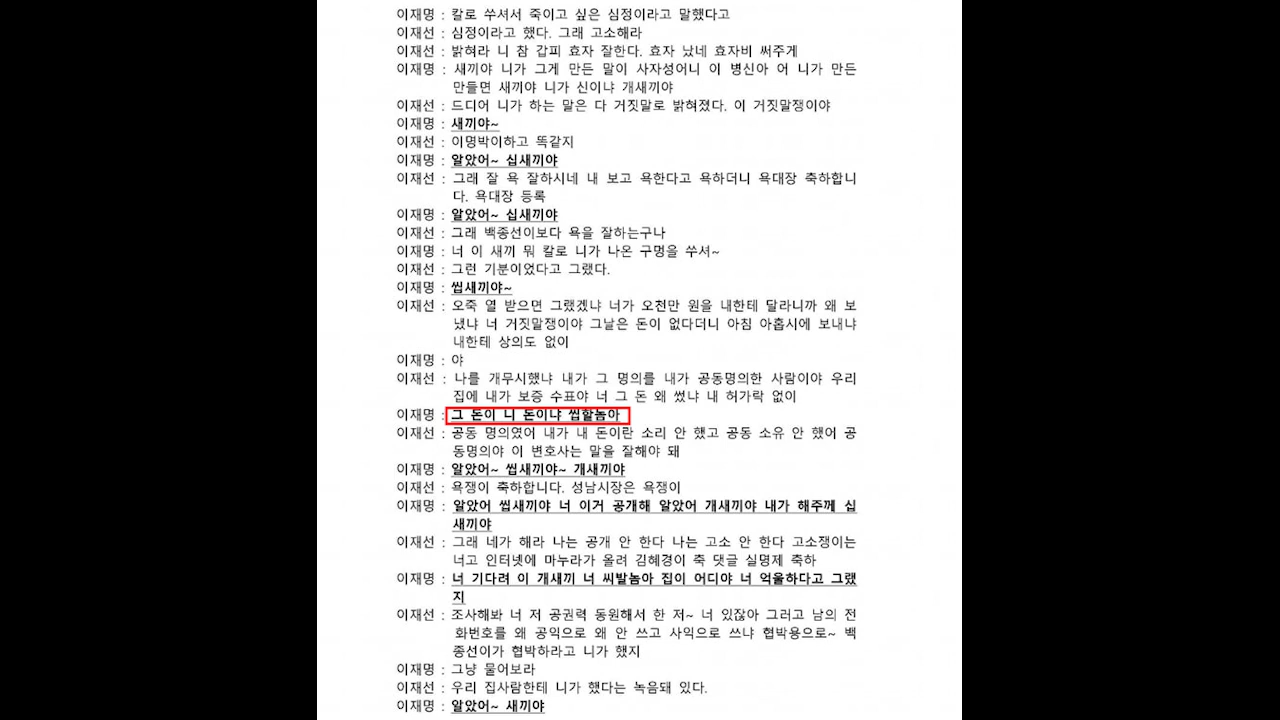 이재명 : 칼로 쑤셔서 죽이고 싶은 심정이라고 말했다고
이재선 : 심정이라고 했다. 그래 고소해라
이재선 : 밝혀라 니 참 갑피 효자 잘한다. 효자 났네 효자비 써주게
이재명 : 새끼야 니가 그게 만든 말이 사자성어니 이 병신아 어 니가 만든
만들면 새끼야 니가 신이냐 개새끼야
이재선 : 드디어 니가 하는 말은 다 거짓말로 밝혀졌다. 이 거짓말쟁이야
이재명 : 새끼야~
이재선 : 이명박이하고 똑같지
이재명 : 알았어~ 십새끼야
이재선 : 그래 잘 욕 잘하시네 내 보고 욕한다고 욕하더니 욕대장 축하합니
다. 욕대장 등록
이재명 : 알았어~ 십새끼야
이재선 : 그래 백종선이보다 욕을 잘하는구나
이재명 : 너 이 새끼 뭐 칼로 니가 나온 구멍을 쑤셔~
이재선 : 그런 기분이었다고 그랬다.
이재명 : 씹새끼야~
이재선 : 오죽 열 받으면 그랬겠냐 너가 오천만 원을 내한테 달라니까 왜 보
냈냐 너 거짓말쟁이야 그날은 돈이 없다더니 아침 아홉시에 보내냐
내한테 상의도 없이
이재명 : 야
이재선 : 나를 개무시했냐 내가 그 명의를 내가 공동명의한 사람이야 우리
집에 내가 보증 수표야 너 그 돈 왜 썼냐 내 허가락 없이
이재명 : 그 돈이 니 돈이냐 씹할놈아
이재선 : 공동 명의였어 내가 내 돈이란 소리 안 했고 공동 소유 안 했어 공
동명의야 이 변호사는 말을 잘해야 돼
이재명 : 알았어~ 씹새끼야~ 개새끼야
이재선 : 욕쟁이 축하합니다. 성남시장은 욕쟁이
이재명 : 알았어 씹새끼야 너 이거 공개해 알았어 개새끼야 내가 해주께 십
새끼야
이재선 : 그래 네가 해라 나는 공개 안 한다 나는 고소 안 한다 고소쟁이는
너고 인터넷에 마누라가 올려 김혜경이 축 댓글 실명제 축하
이재명 : 너 기다려 이 개새끼 너 씨발놈아 집이 어디야 너 억울하다고 그랬
지
이재선 : 조사해봐 너 저 공권력 동원해서 한 저~ 너 있잖아 그러고 남의 전
화번호를 왜 공익으로 왜 안 쓰고 사익으로 쓰냐 협박용으로~ 백
종선이가 협박하라고 니가 했지
이재명 : 그냥 물어보라
이재선 : 우리 집사람한테 니가 했다는 녹음돼 있다.
이재명 : 알았어~ 새끼야